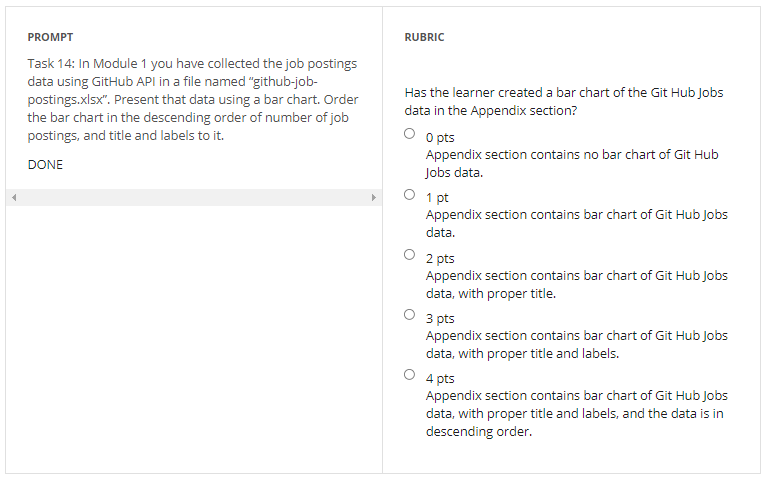 PROMPT
Task 14: In Module 1 you have collected the job postings
data using GitHub API in a file named “github-job-
postings.xlsx”. Present that data using a bar chart. Order
the bar chart in the descending order of number of job
postings, and title and labels to it.
DONE
RUBRIC
Has the learner created a bar chart of the Git Hub Jobs
data in the Appendix section?
0 pts
Appendix section contains no bar chart of Git Hub
Jobs data.
1 pt
Appendix section contains bar chart of Git Hub Jobs
data.
2 pts
Appendix section contains bar chart of Git Hub Jobs
data, with proper title.
3 pts
Appendix section contains bar chart of Git Hub Jobs
data, with proper title and labels.
4 pts
Appendix section contains bar chart of Git Hub Jobs
data, with proper title and labels, and the data is in
descending order.